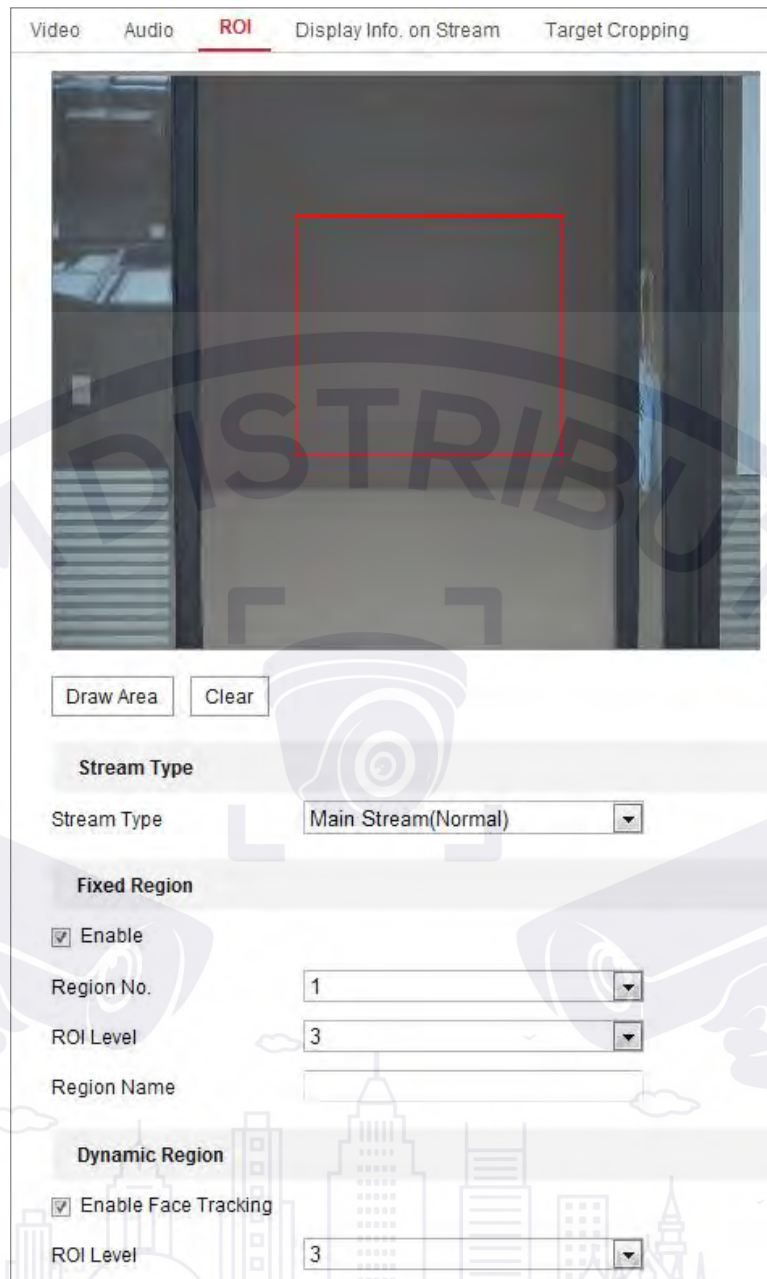 Video Audio ROI Display Info. on Stream Target Cropping
DISTRIBU
Draw Area Clear
Stream Type
Stream Type Main Stream(Normal)
Fixed Region
Enable
Region No. 1
ROI Level 3
Region Name
Dynamic Region
Enable Face Tracking
ROI Level 3